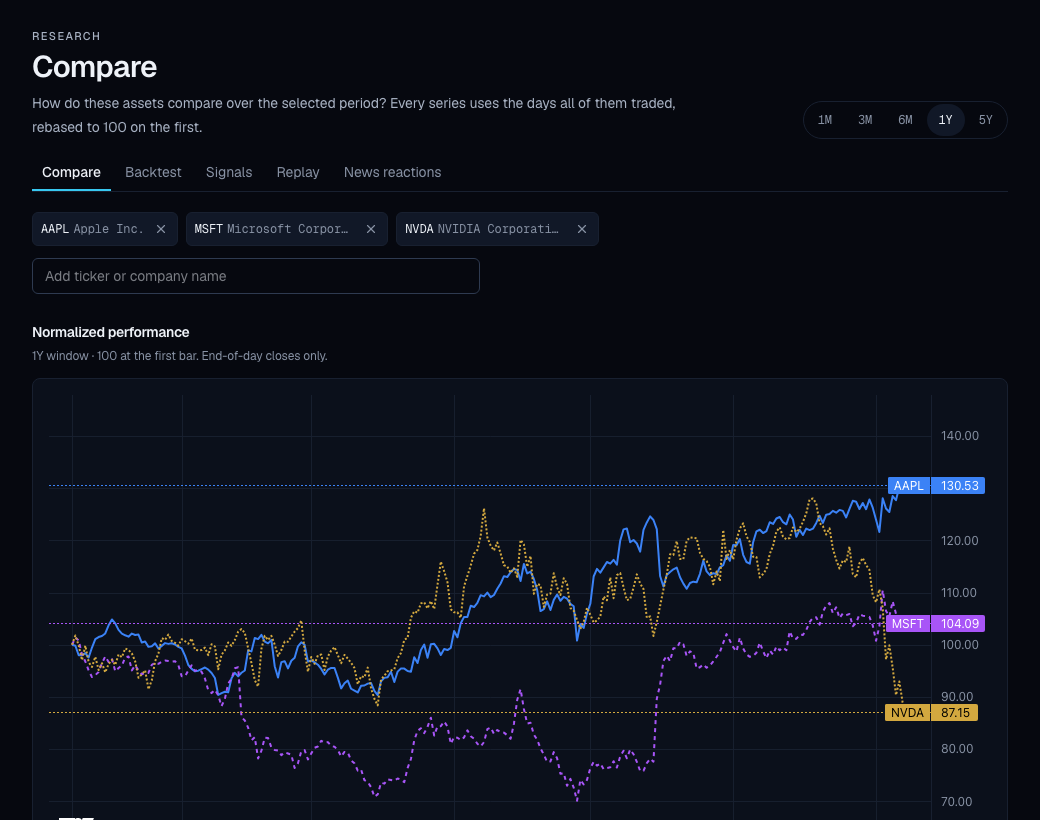 RESEARCH
Compare
How do these assets compare over the selected period? Every series uses the days all of them traded,
rebased to 100 on the first.
1M 3M 6M 1Y 5Y
Compare Backtest Signals Replay News reactions
AAPL Apple Inc. × MSFT Microsoft Corpor… × NVDA NVIDIA Corporati… ×
Add ticker or company name
Normalized performance
1Y window · 100 at the first bar. End-of-day closes only.
140.00
AAPL 130.53
120.00
110.00
MSFT 104.09
100.00
90.00
NVDA 87.15
80.00
70.00